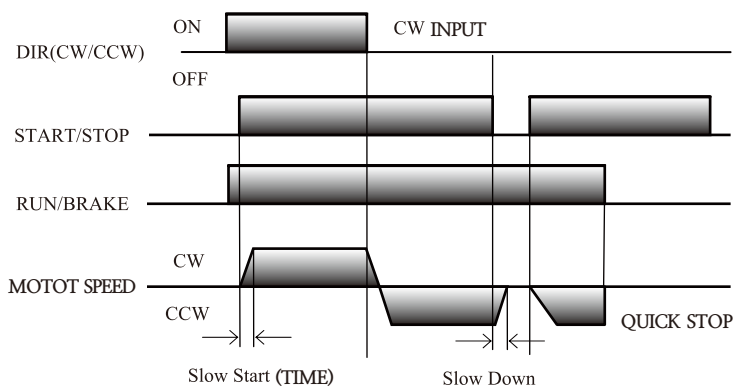 ON
CW INPUT
DIR(CW/CCW)
OFF
START/STOP
RUN/BRAKE
CW
MOTOT SPEED
CCW
QUICK STOP
Slow Start (TIME)
Slow Down